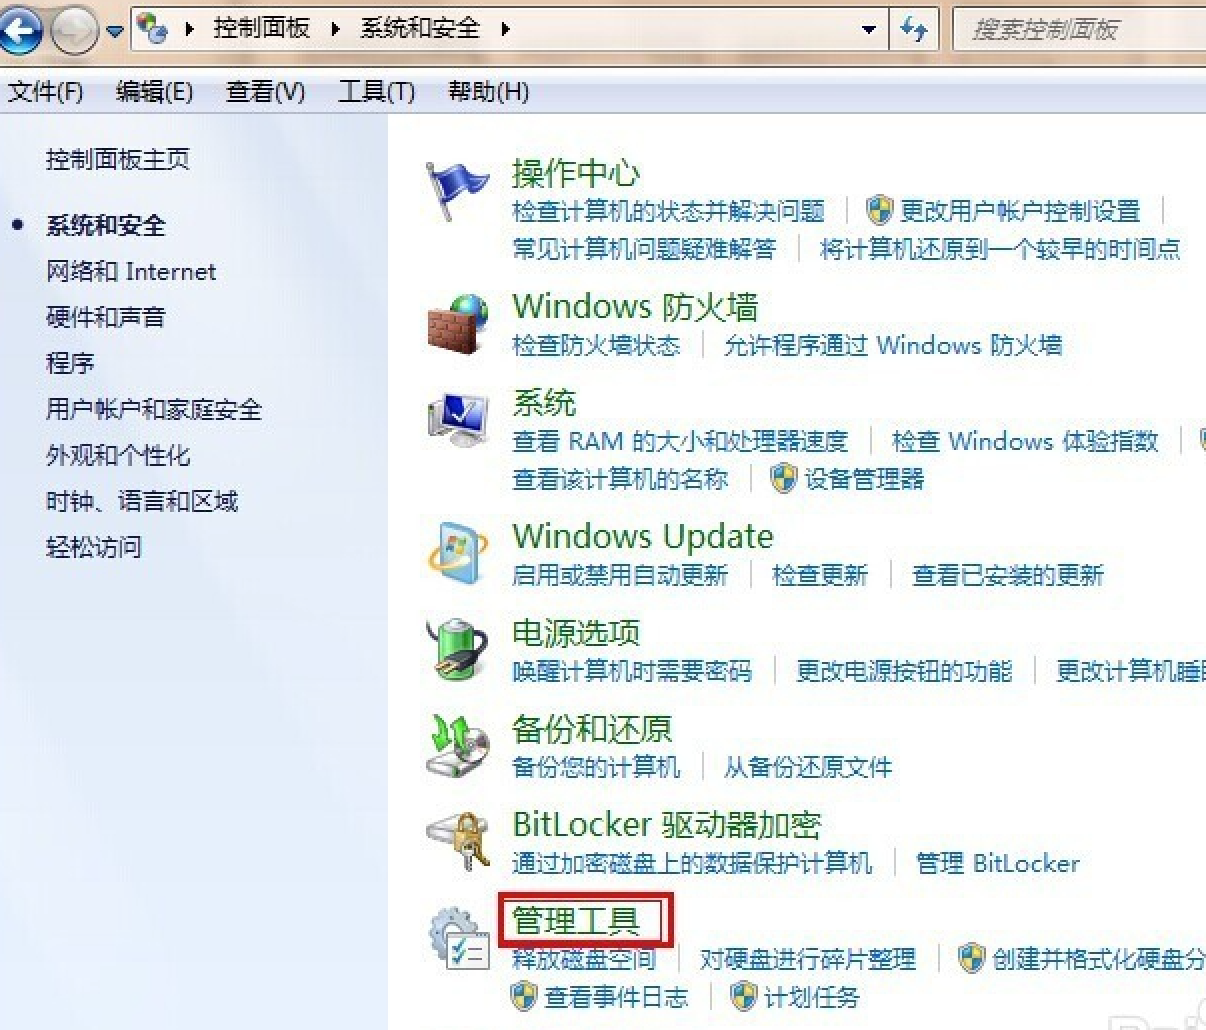 控制面板 系统和安全 搜索控制面板
文件(F) 编辑(E) 查看(V) 工具(T) 帮助(H)
控制面板主页
系统和安全
网络和 Internet
硬件和声音
程序
用户帐户和家庭安全
外观和个性化
时钟、语言和区域
轻松访问
操作中心
检查计算机的状态并解决问题 更改用户帐户控制设置
常见计算机问题疑难解答 将计算机还原到一个较早的时间点
Windows 防火墙
检查防火墙状态 允许程序通过 Windows 防火墙
系统
查看 RAM 的大小和处理器速度 检查 Windows 体验指数
查看该计算机的名称 设备管理器
Windows Update
启用或禁用自动更新 检查更新 查看已安装的更新
电源选项
唤醒计算机时需要密码 更改电源按钮的功能 更改计算机睡
备份和还原
备份您的计算机 从备份还原文件
BitLocker 驱动器加密
通过加密磁盘上的数据保护计算机 管理 BitLocker
管理工具
释放磁盘空间 对硬盘进行碎片整理 创建并格式化硬盘分
查看事件日志 计划任务